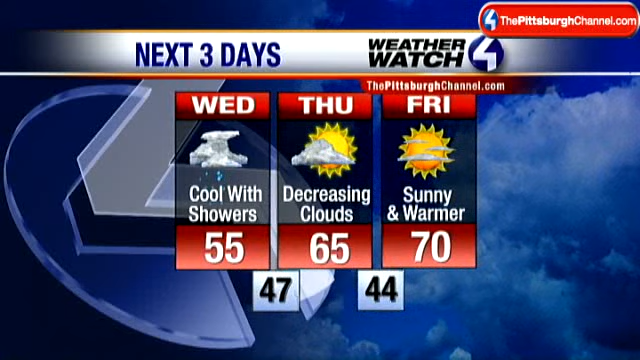 4 ThePittsburghChannel.com
NEXT 3 DAYS
WEATHER
WATCH 4
ThePittsburghChannel.com
WED THU FRI
Cool With Decreasing Sunny
Showers Clouds & Warmer
55 65 70
47 44